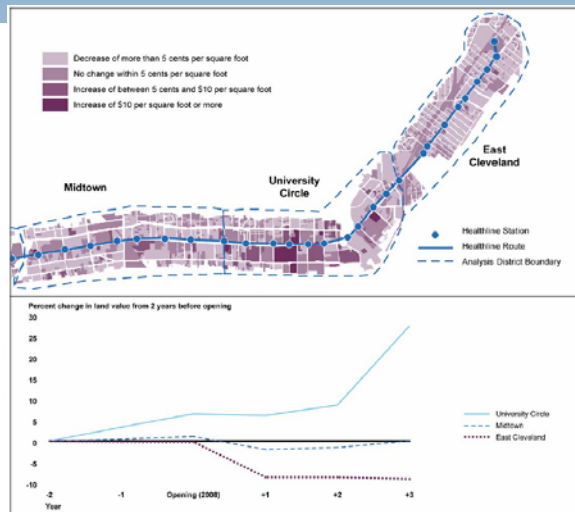 Decrease of more than 5 cents per square foot
No change within 5 cents per square foot
Increase of between 5 cents and $10 per square foot
Increase of $10 per square foot or more
Midtown
University
Circle
East
Cleveland
Healthline Station
Healthline Route
Analysis District Boundary
Percent change in land value from 2 years before opening
30
25
20
15
10
5
0
-5
-10
University Circle
Midtown
East Cleveland
-2 -1 Opening (2008) +1 +2 +3
Year